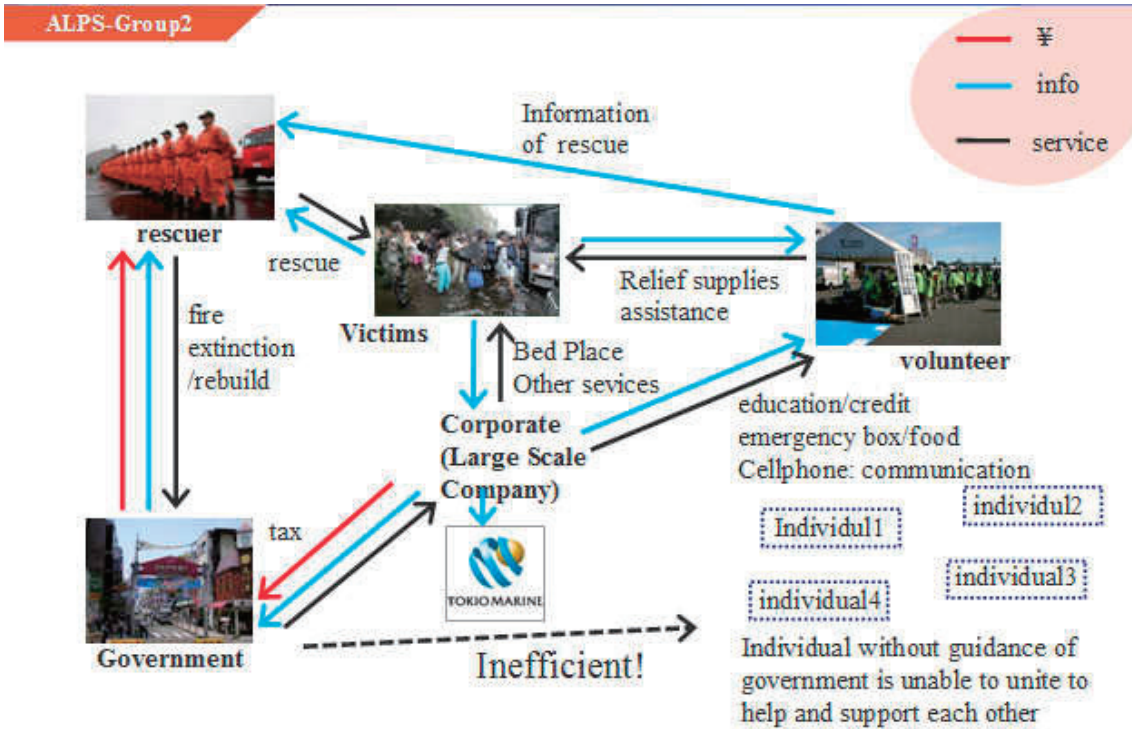 ALPS-Group2
¥
info
service
Information
of rescue
rescuer
rescue
Victims
Relief supplies
assistance
volunteer
fire
extinction
/rebuild
Bed Place
Other sevices
Corporate
(Large Scale
Company)
education/credit
emergency box/food
Cellphone: communication
tax
TOKIO MARINE
Individul1
individul2
individual3
individual4
Government
Inefficient!
Individual without guidance of
government is unable to unite to
help and support each other